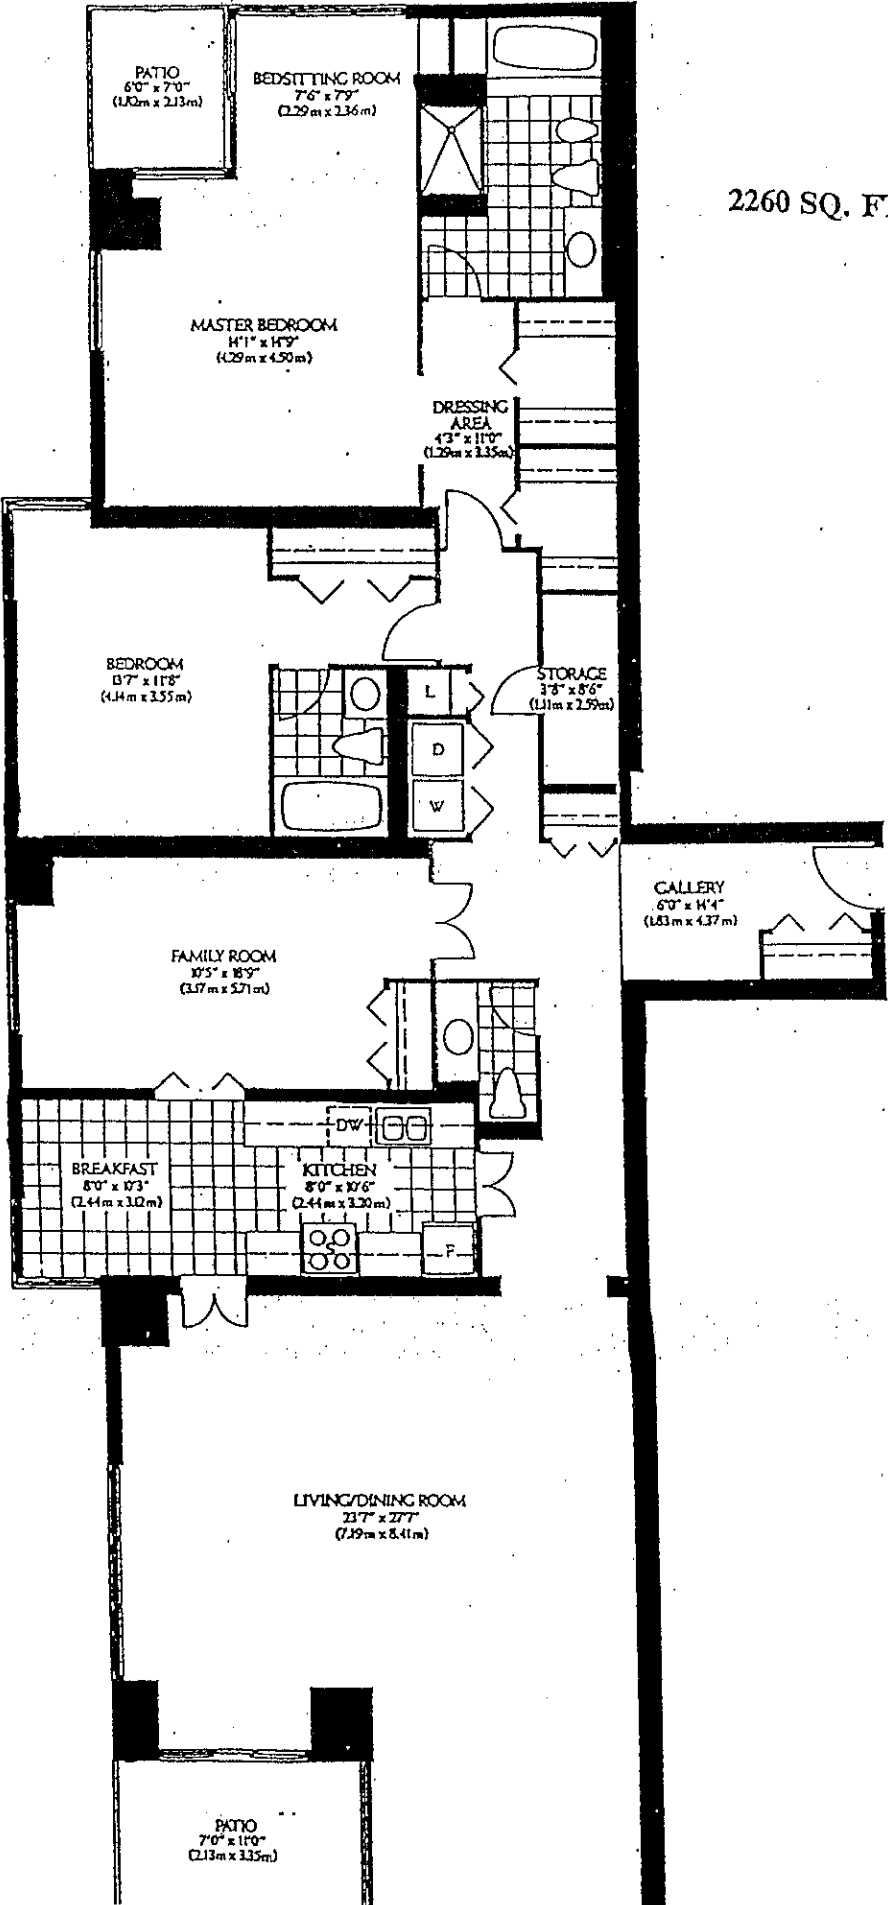 PATIO
6'0" x 7'0"
(1.82m x 2.13m)
BEDSITTING ROOM
7'6" x 7'9"
(2.29m x 2.36m)
2260 SQ. FT
MASTER BEDROOM
14'1" x 14'9"
(4.29m x 4.50m)
DRESSING
AREA
4'3" x 11'0"
(1.29m x 3.35m)
BEDROOM
13'7" x 11'8"
(4.14m x 3.55m)
L
STORAGE
3'8" x 8'6"
(1.11m x 2.59m)
D
W
GALLERY
6'0" x 14'4"
(1.83m x 4.37m)
FAMILY ROOM
10'5" x 18'9"
(3.17m x 5.71m)
DW
BREAKFAST
8'0" x 10'3"
(2.44m x 3.12m)
KITCHEN
8'0" x 10'6"
(2.44m x 3.20m)
S
F
LIVING/DINING ROOM
23'7" x 27'7"
(7.19m x 8.41m)
PATIO
7'0" x 11'0"
(2.13m x 3.35m)